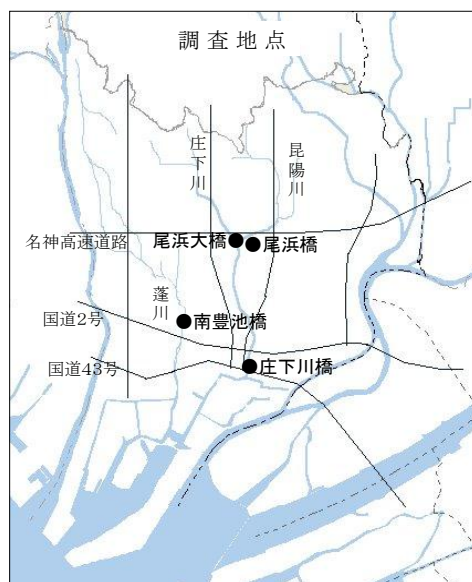 調査地点
庄下川
昆陽川
名神高速道路
尾浜大橋
尾浜橋
蓬川
国道2号
南豊池橋
国道43号
庄下川橋